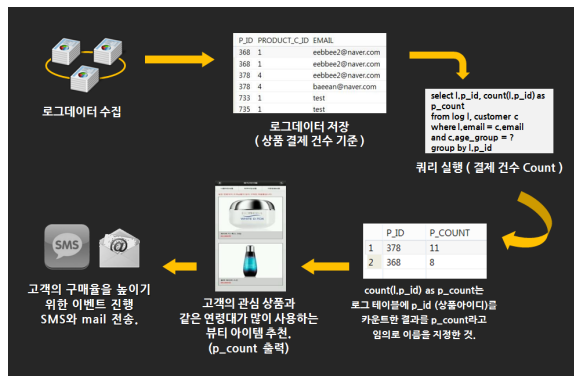 로그데이터 수집
P_ID PRODUCT_C_ID EMAIL
368 1 eebbee2@naver.com
368 1 eebbee2@naver.com
378 4 eebbee2@naver.com
378 4 baeean@naver.com
733 1 test
735 1 test
로그데이터 저장
( 상품 결제 건수 기준 )
select l,p_id, count(l,p_id) as
p_count
from log l, customer c
where l,email = c,email
and c,age_group = ?
group by l,p_id
쿼리 실행 ( 결제 건수 Count )
P_ID P_COUNT
1 378 11
2 368 8
count(l,p_id) as p_count는
로그 테이블에 p_id (상품아이디)를
카운트한 결과를 p_count라고
임의로 이름을 지정한 것.
고객의 관심 상품과
같은 연령대가 많이 사용하는
뷰티 아이템 추천.
(p_count 출력)
SMS
@
고객의 구매율을 높이기
위한 이벤트 진행
SMS와 mail 전송.